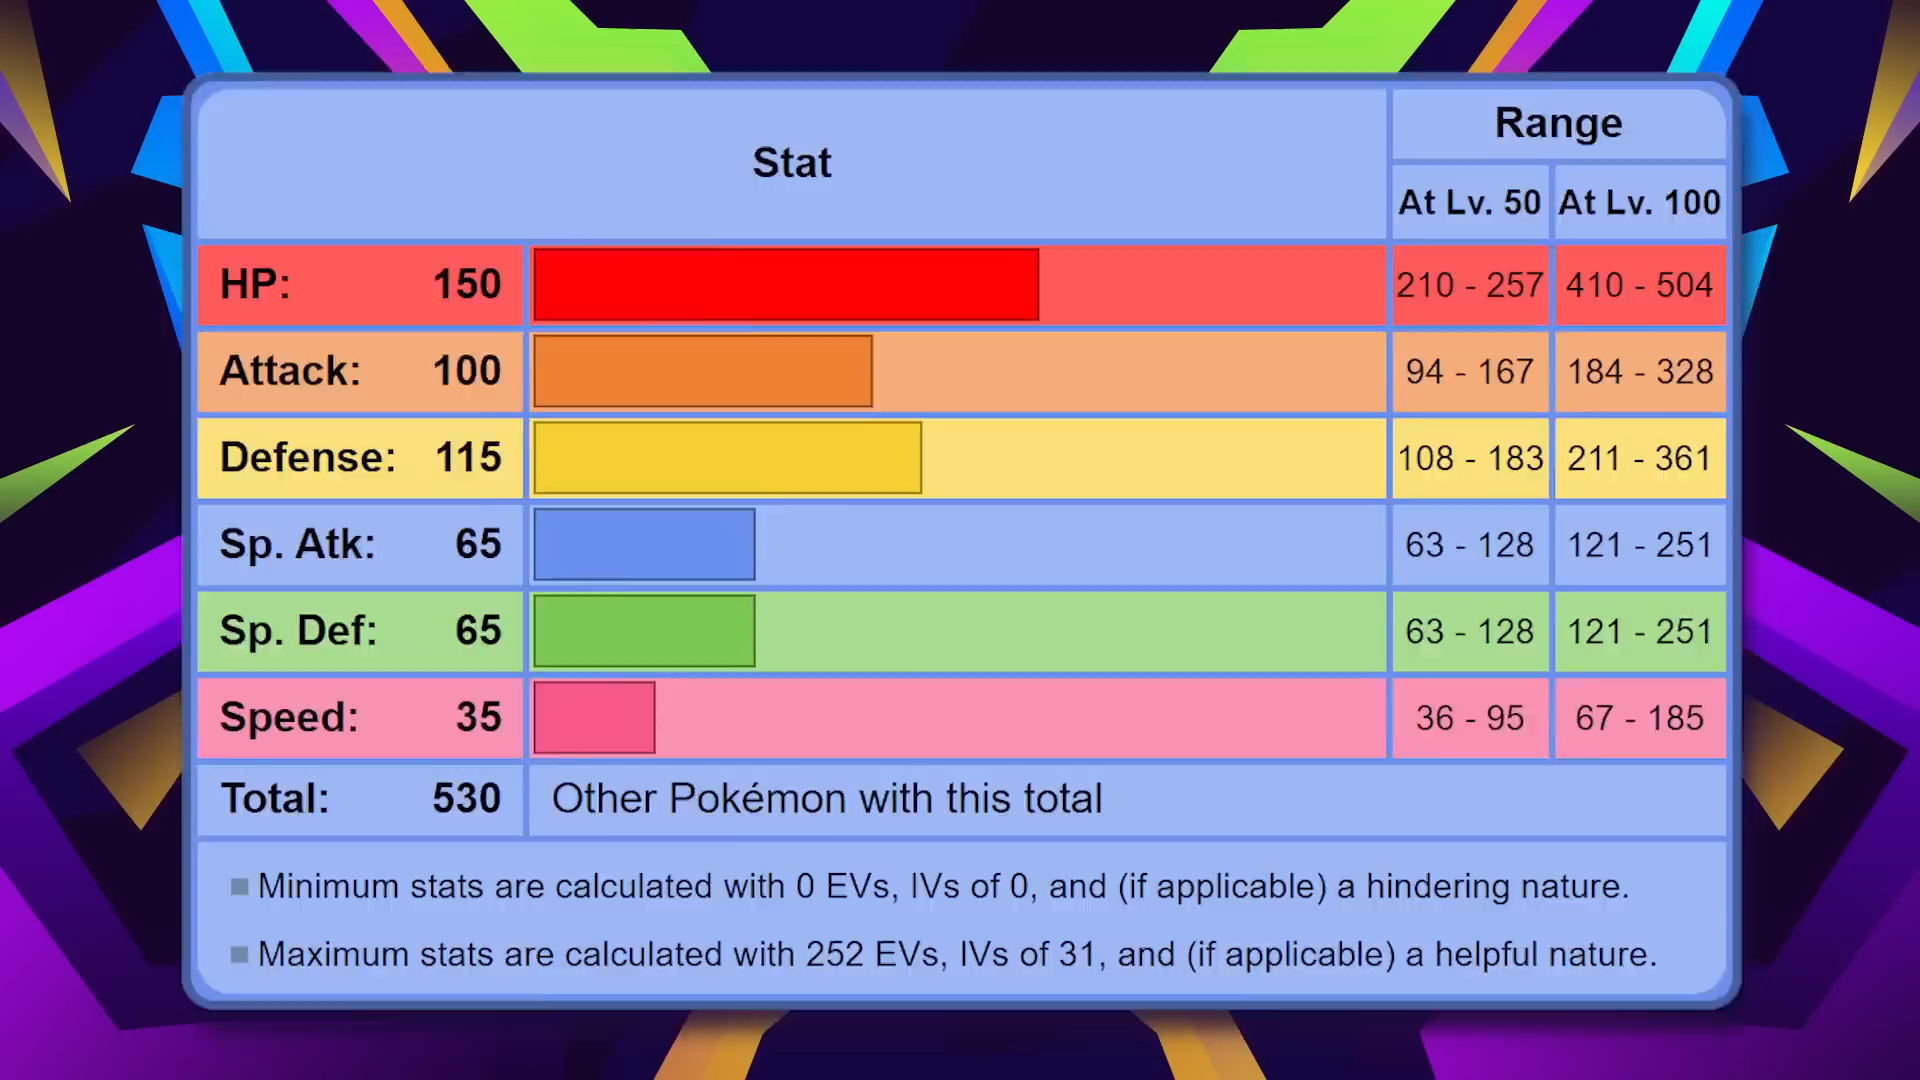 Stat
Range
At Lv. 50 At Lv. 100
HP: 150 210 - 257 410 - 504
Attack: 100 94 - 167 184 - 328
Defense: 115 108 - 183 211 - 361
Sp. Atk: 65 63 - 128 121 - 251
Sp. Def: 65 63 - 128 121 - 251
Speed: 35 36 - 95 67 - 185
Total: 530 Other Pokémon with this total
Minimum stats are calculated with 0 EVs, IVs of 0, and (if applicable) a hindering nature.
Maximum stats are calculated with 252 EVs, IVs of 31, and (if applicable) a helpful nature.